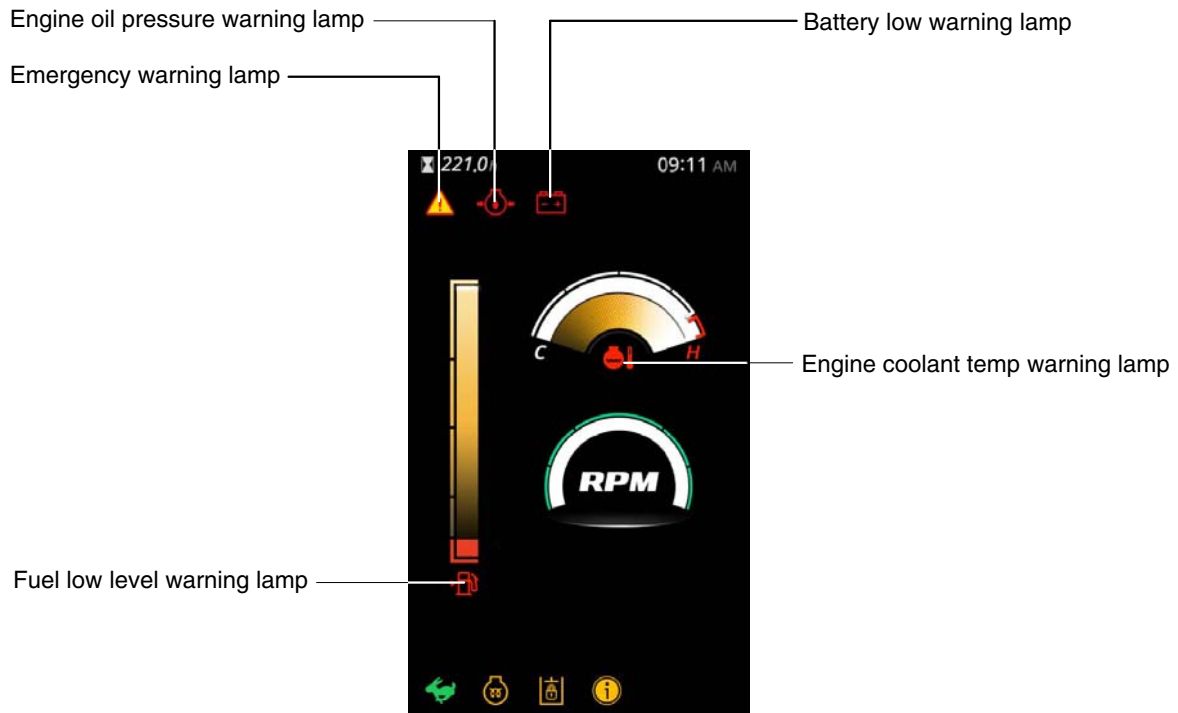 Engine oil pressure warning lamp
Battery low warning lamp
Emergency warning lamp
221.0h
09:11 AM
C
H
Engine coolant temp warning lamp
RPM
Fuel low level warning lamp